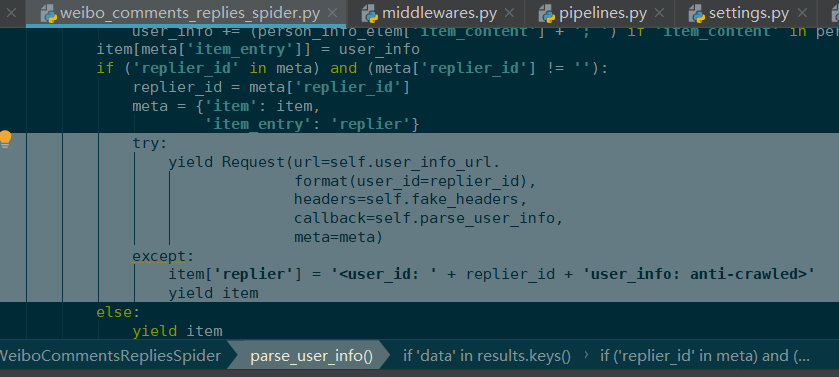 weibo_comments_replies_spider.py middlewares.py pipelines.py settings.py
user_info += (person_info_elem['item_content'] + '; ') if 'item_content' in per
item[meta['item_entry']] = user_info
if ('replier_id' in meta) and (meta['replier_id'] != ''):
replier_id = meta['replier_id']
meta = {'item': item,
'item_entry': 'replier'}
try:
yield Request(url=self.user_info_url.
format(user_id=replier_id),
headers=self.fake_headers,
callback=self.parse_user_info,
meta=meta)
except:
item['replier'] = '<user_id: ' + replier_id + 'user_info: anti-crawled>'
yield item
else:
yield item
WeiboCommentsRepliesSpider parse_user_info() if 'data' in results.keys() if ('replier_id' in meta) and (...